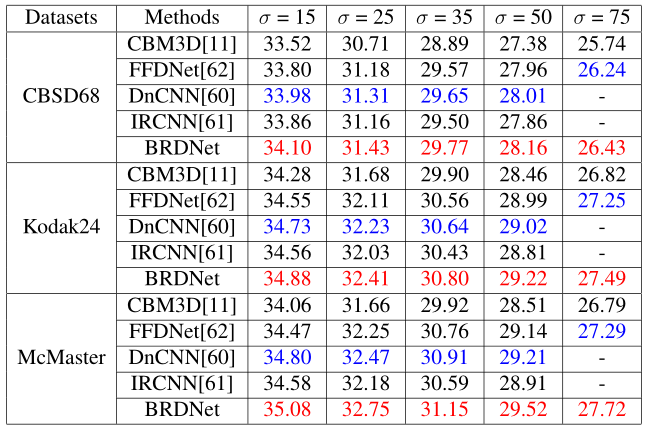 Datasets Methods σ = 15 σ = 25 σ = 35 σ = 50 σ = 75
CBSD68
CBM3D[11] 33.52 30.71 28.89 27.38 25.74
FFDNet[62] 33.80 31.18 29.57 27.96 26.24
DnCNN[60] 33.98 31.31 29.65 28.01 -
IRCNN[61] 33.86 31.16 29.50 27.86 -
BRDNet 34.10 31.43 29.77 28.16 26.43
Kodak24
CBM3D[11] 34.28 31.68 29.90 28.46 26.82
FFDNet[62] 34.55 32.11 30.56 28.99 27.25
DnCNN[60] 34.73 32.23 30.64 29.02 -
IRCNN[61] 34.56 32.03 30.43 28.81 -
BRDNet 34.88 32.41 30.80 29.22 27.49
McMaster
CBM3D[11] 34.06 31.66 29.92 28.51 26.79
FFDNet[62] 34.47 32.25 30.76 29.14 27.29
DnCNN[60] 34.80 32.47 30.91 29.21 -
IRCNN[61] 34.58 32.18 30.59 28.91 -
BRDNet 35.08 32.75 31.15 29.52 27.72